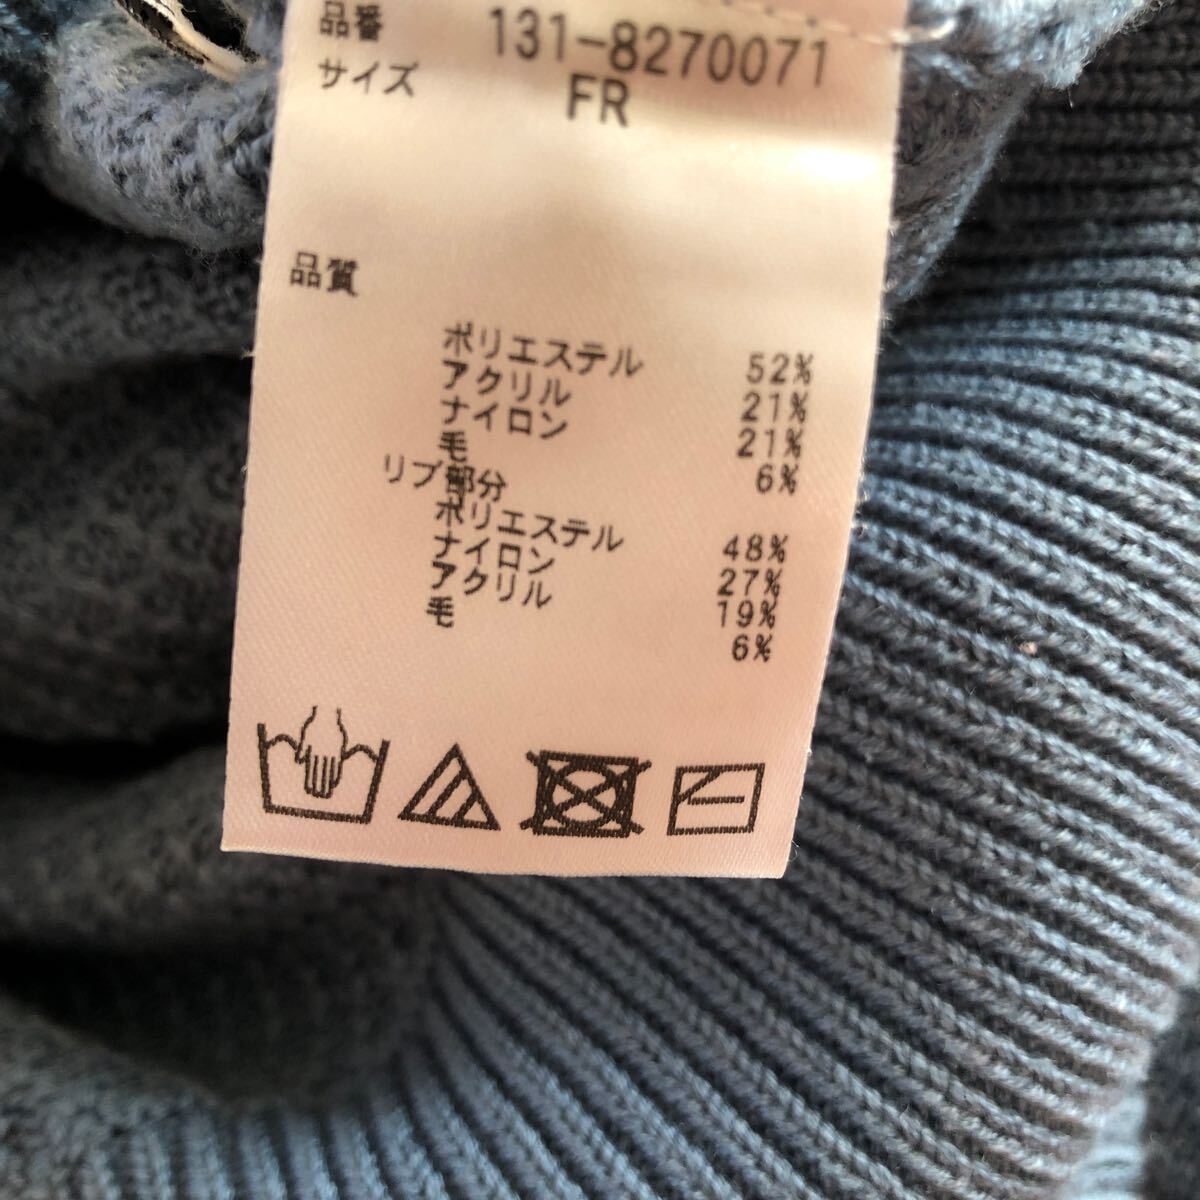 品番 131-8270071
サイズ FR
品質
ポリエステル 52%
アクリル 21%
ナイロン 21%
毛 6%
リブ部分
ポリエステル 48%
ナイロン 27%
アクリル 19%
毛 6%